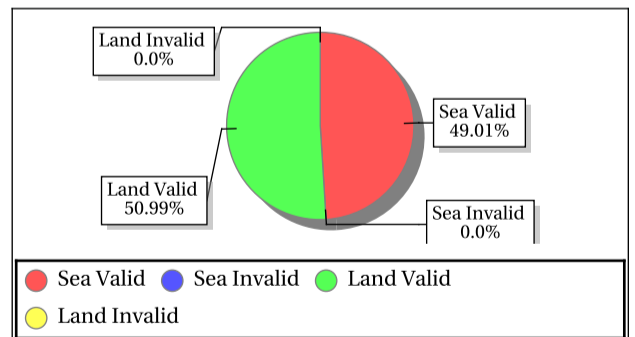 Land Invalid
0.0%
Sea Valid
49.01%
Land Valid
50.99%
Sea Invalid
0.0%
Sea Valid Sea Invalid Land Valid
Land Invalid